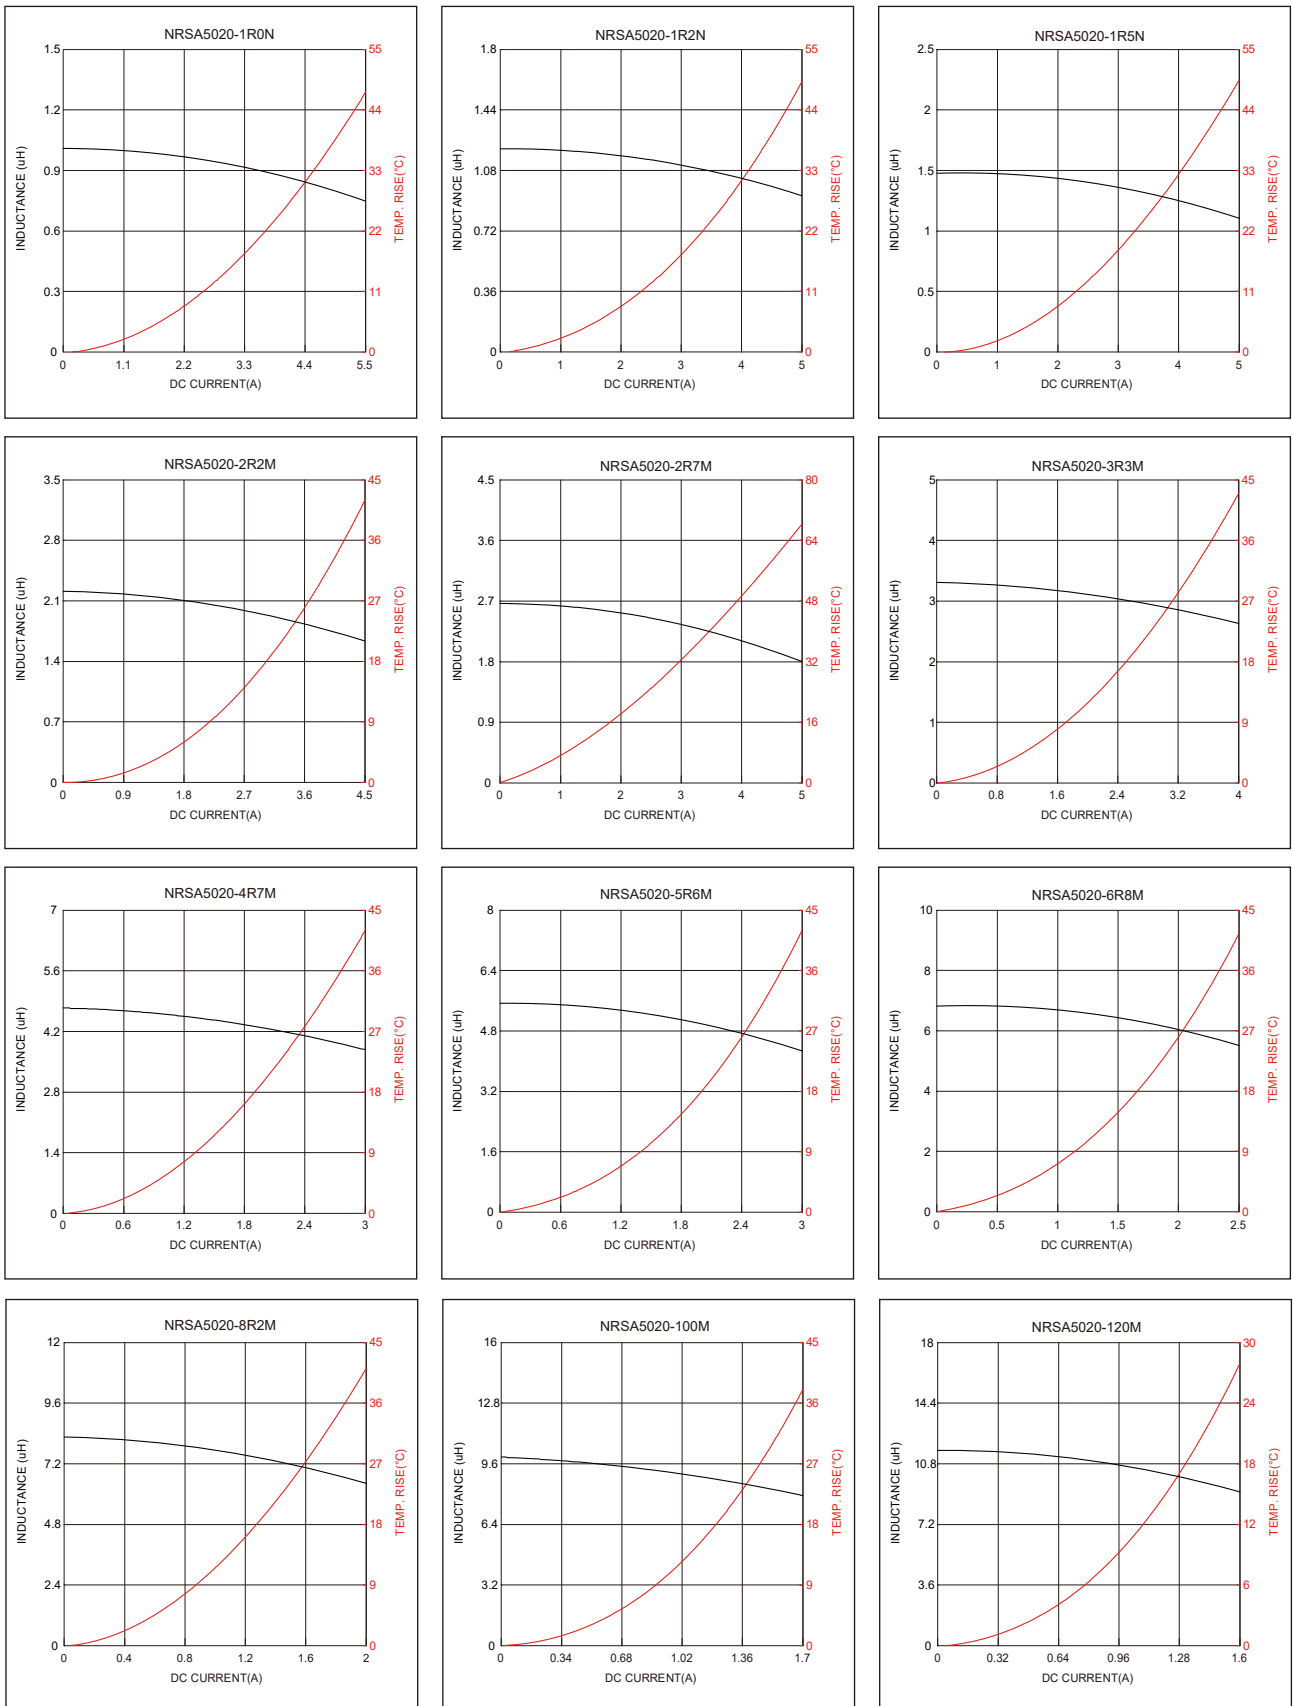 NRSA5020-1R0N
1.5
1.2
0.9
0.6
0.3
0
INDUCTANCE (uH)
55
44
33
22
11
0
TEMP. RISE(°C)
0 1.1 2.2 3.3 4.4 5.5
DC CURRENT(A)
NRSA5020-1R2N
1.8
1.44
1.08
0.72
0.36
0
INDUCTANCE (uH)
55
44
33
22
11
0
TEMP. RISE(°C)
0 1 2 3 4 5
DC CURRENT(A)
NRSA5020-1R5N
2.5
2
1.5
1
0.5
0
INDUCTANCE (uH)
55
44
33
22
11
0
TEMP. RISE(°C)
0 1 2 3 4 5
DC CURRENT(A)
NRSA5020-2R2M
3.5
2.8
2.1
1.4
0.7
0
INDUCTANCE (uH)
45
36
27
18
9
0
TEMP. RISE(°C)
0 0.9 1.8 2.7 3.6 4.5
DC CURRENT(A)
NRSA5020-2R7M
4.5
3.6
2.7
1.8
0.9
0
INDUCTANCE (uH)
80
64
48
32
16
0
TEMP. RISE(°C)
0 1 2 3 4 5
DC CURRENT(A)
NRSA5020-3R3M
5
4
3
2
1
0
INDUCTANCE (uH)
45
36
27
18
9
0
TEMP. RISE(°C)
0 0.8 1.6 2.4 3.2 4
DC CURRENT(A)
NRSA5020-4R7M
7
5.6
4.2
2.8
1.4
0
INDUCTANCE (uH)
45
36
27
18
9
0
TEMP. RISE(°C)
0 0.6 1.2 1.8 2.4 3
DC CURRENT(A)
NRSA5020-5R6M
8
6.4
4.8
3.2
1.6
0
INDUCTANCE (uH)
45
36
27
18
9
0
TEMP. RISE(°C)
0 0.6 1.2 1.8 2.4 3
DC CURRENT(A)
NRSA5020-6R8M
10
8
6
4
2
0
INDUCTANCE (uH)
45
36
27
18
9
0
TEMP. RISE(°C)
0 0.5 1 1.5 2 2.5
DC CURRENT(A)
NRSA5020-8R2M
12
9.6
7.2
4.8
2.4
0
INDUCTANCE (uH)
45
36
27
18
9
0
TEMP. RISE(°C)
0 0.4 0.8 1.2 1.6 2
DC CURRENT(A)
NRSA5020-100M
16
12.8
9.6
6.4
3.2
0
INDUCTANCE (uH)
45
36
27
18
9
0
TEMP. RISE(°C)
0 0.34 0.68 1.02 1.36 1.7
DC CURRENT(A)
NRSA5020-120M
18
14.4
10.8
7.2
3.6
0
INDUCTANCE (uH)
30
24
18
12
6
0
TEMP. RISE(°C)
0 0.32 0.64 0.96 1.28 1.6
DC CURRENT(A)